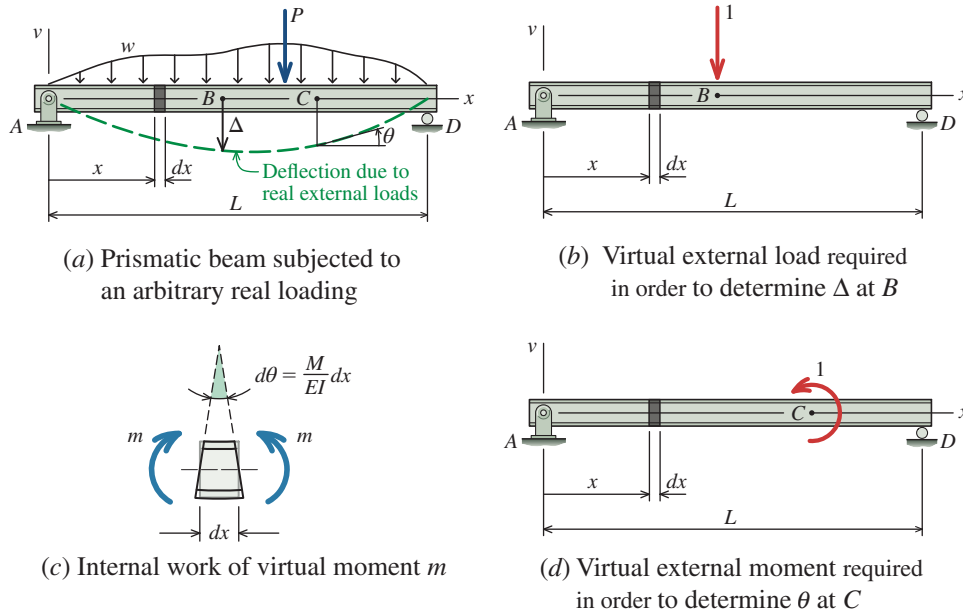 v
w
P
B
C
x
A
D
Δ
θ
x
dx
Deflection due to
real external loads
L
(a) Prismatic beam subjected to
an arbitrary real loading
v
1
B
x
A
D
x
dx
L
(b) Virtual external load required
in order to determine Δ at B
dθ = M/EI dx
m
m
dx
(c) Internal work of virtual moment m
v
1
C
x
A
D
x
dx
L
(d) Virtual external moment required
in order to determine θ at C